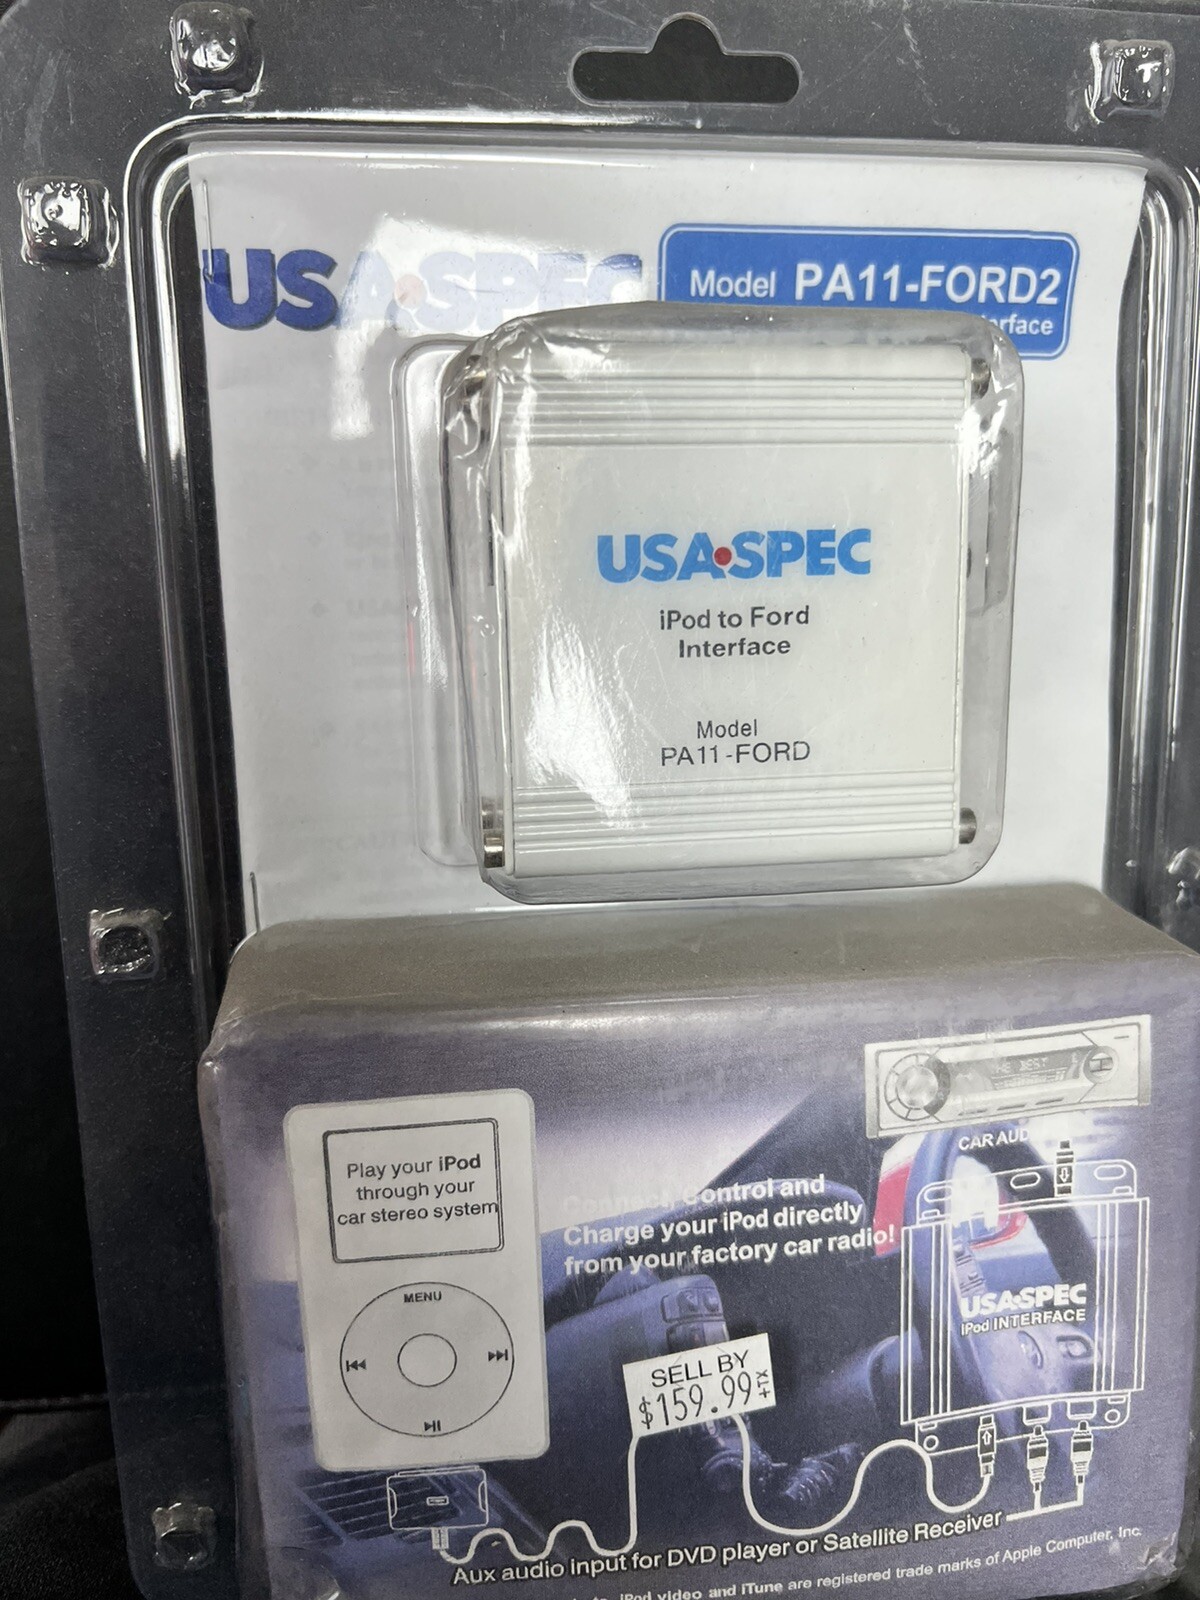 USA•SPEC
Model PA11-FORD2
USA•SPEC
iPod to Ford
Interface
Model
PA11-FORD
Play your iPod
through your
car stereo system
MENU
Connect, Control and
Charge your iPod directly
from your factory car radio!
CAR AUD
USA•SPEC
iPod INTERFACE
SELL BY
$159.99+TX
Aux audio input for DVD player or Satellite Receiver
iPod video and iTune are registered trade marks of Apple Computer, Inc.